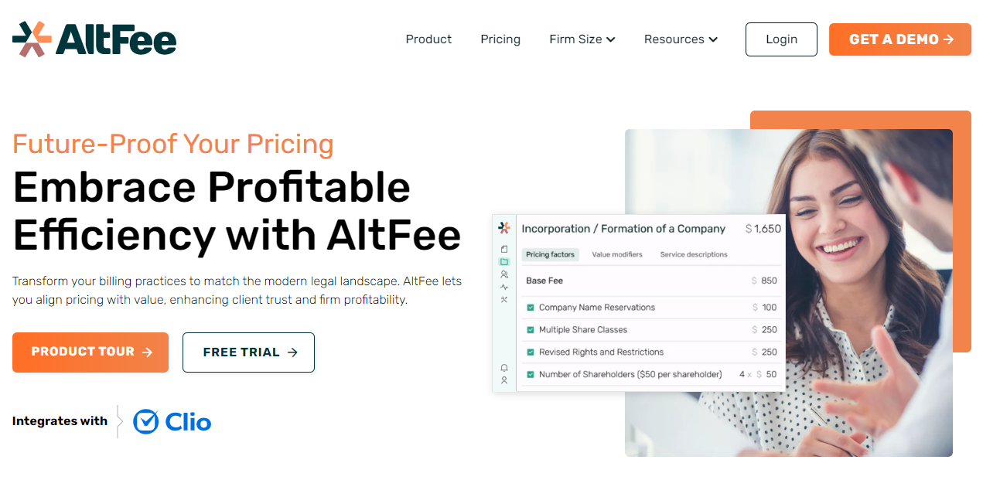 AltFee
Product
Pricing
Firm Size
Resources
Login
GET A DEMO →
Future-Proof Your Pricing
Embrace Profitable
Efficiency with AltFee
Transform your billing practices to match the modern legal landscape. AltFee lets
you align pricing with value, enhancing client trust and firm profitability.
PRODUCT TOUR →
FREE TRIAL →
Integrates with
Clio
Incorporation / Formation of a Company $ 1,650
Pricing factors Value modifiers Service descriptions
Base Fee $ 850
Company Name Reservations $ 100
Multiple Share Classes $ 250
Revised Rights and Restrictions $ 250
Number of Shareholders ($50 per shareholder) 4 x $ 50